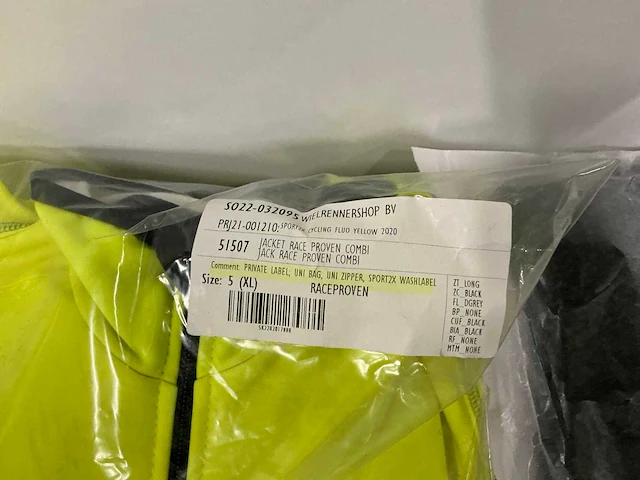 SO22-032095 WIELRENNERSHOP BV
PRJ21-001210: SPORT2X CYCLING FLUO YELLOW 2020
51507 JACKET RACE PROVEN COMBI
JACK RACE PROVEN COMBI
Comment: PRIVATE LABEL, UNI BAG, UNI ZIPPER, SPORT2X WASHLABEL
Size: 5 (XL) RACEPROVEN
ZT_LONG
ZC_BLACK
FL_DGREY
BP_NONE
CUF_BLACK
BIA_BLACK
RF_NONE
MTM_NONE